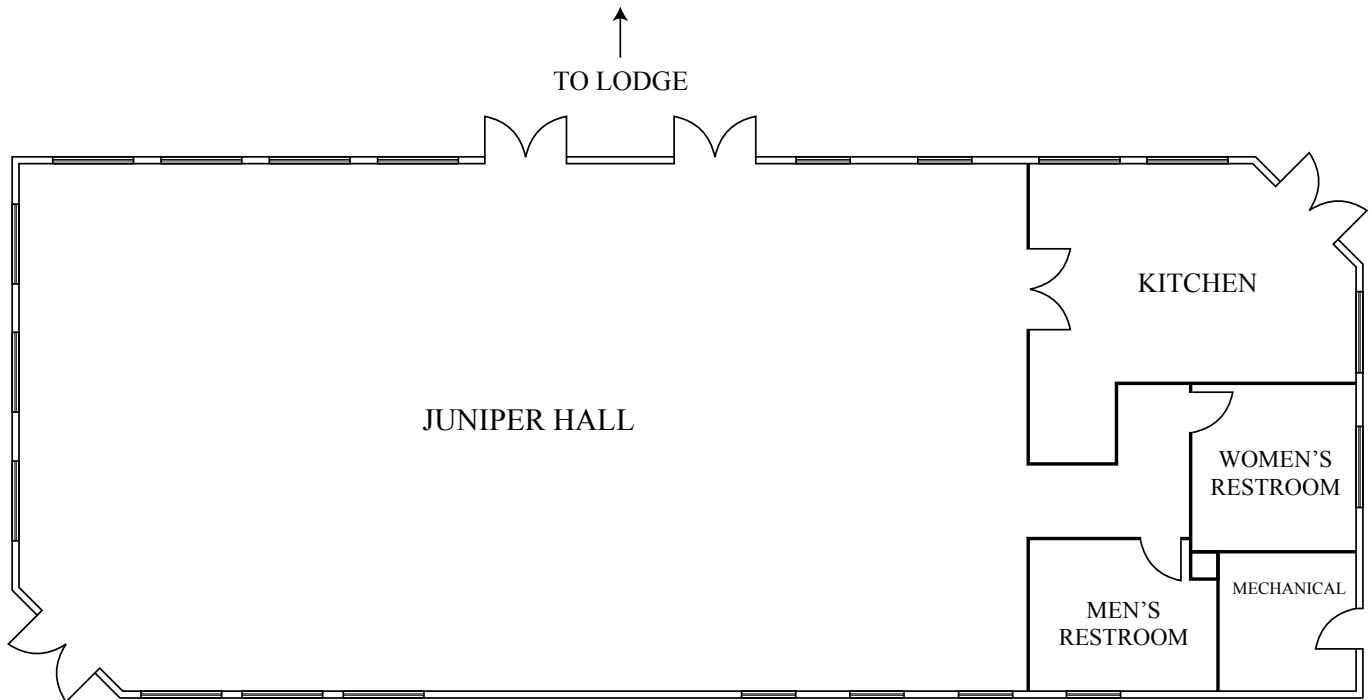 TO LODGE
KITCHEN
JUNIPER HALL
WOMEN’S
RESTROOM
MECHANICAL
MEN’S
RESTROOM